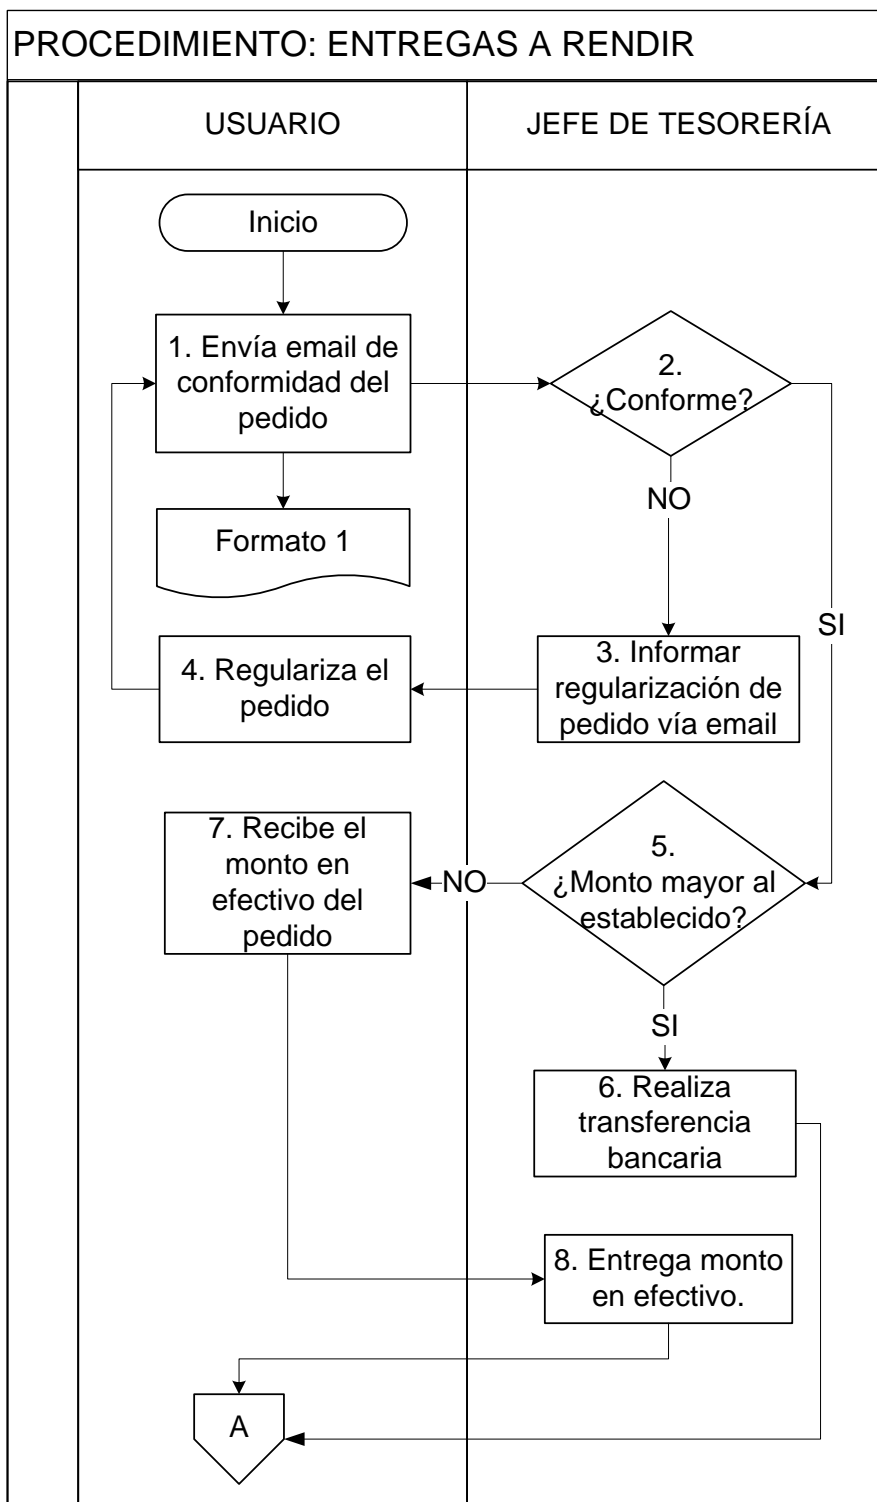 PROCEDIMIENTO: ENTREGAS A RENDIR
USUARIO
JEFE DE TESORERÍA
Inicio
1. Envía email de
conformidad del
pedido
2.
¿Conforme?
NO
Formato 1
SI
4. Regulariza el
pedido
3. Informar
regularización de
pedido vía email
7. Recibe el
monto en
efectivo del
pedido
NO
5.
¿Monto mayor al
establecido?
SI
6. Realiza
transferencia
bancaria
8. Entrega monto
en efectivo.
A